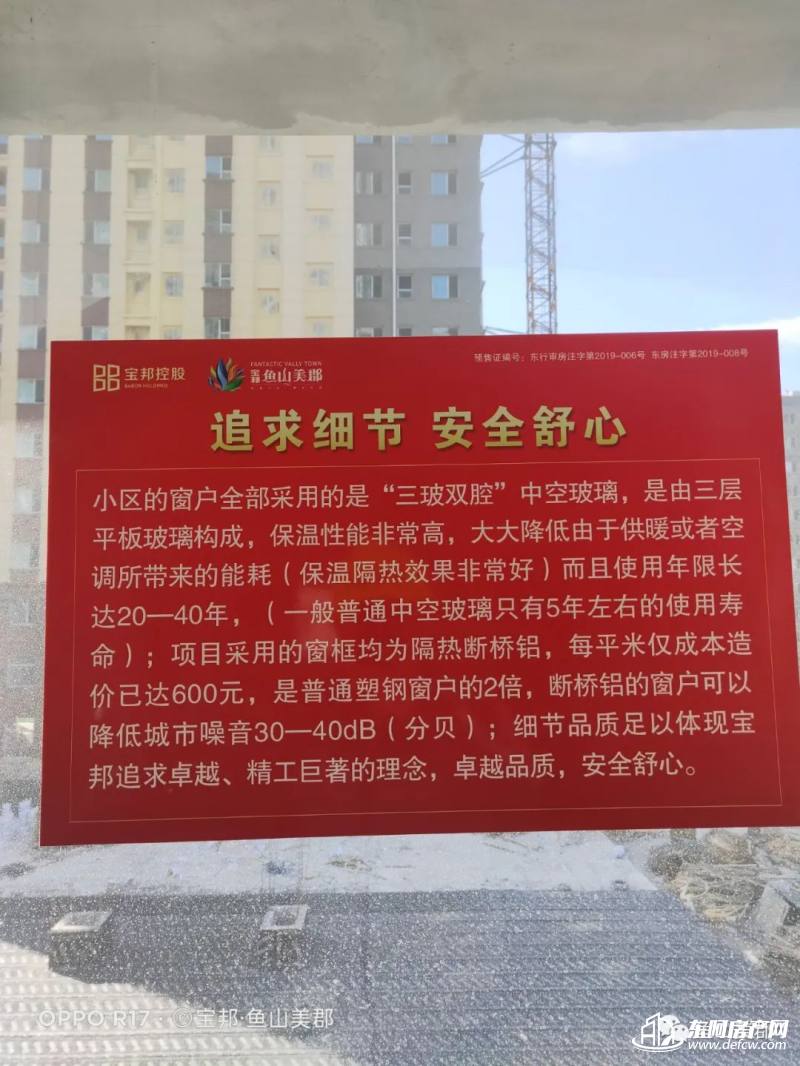 宝邦控股
BABOR HOLDINGS
FANTACTIC VALLY TOWN
鱼山美郡
预售证编号：东行审房注字第2019-006号 东房注字第2019-008号
追求细节 安全舒心
小区的窗户全部采用的是“三玻双腔”中空玻璃，是由三层
平板玻璃构成，保温性能非常高，大大降低由于供暖或者空
调所带来的能耗（保温隔热效果非常好）而且使用年限长
达20—40年，（一般普通中空玻璃只有5年左右的使用寿
命）；项目采用的窗框均为隔热断桥铝，每平米仅成本造
价已达600元，是普通塑钢窗户的2倍，断桥铝的窗户可以
降低城市噪音30—40dB（分贝）；细节品质足以体现宝
邦追求卓越、精工巨著的理念，卓越品质，安全舒心。
OPPO R17 · ©宝邦·鱼山美郡
东阿房产网
www.defcw.com